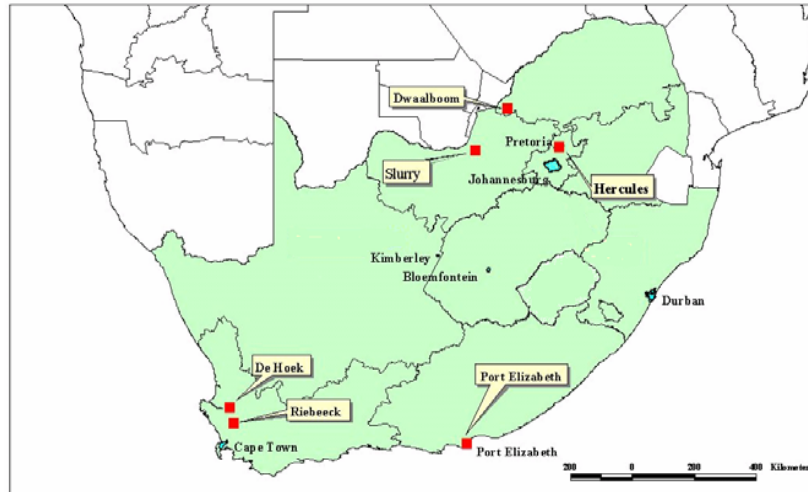 Dwaalboom
Pretoria
Slurry
Johannesburg
Hercules
Kimberley
Bloemfontein
Durban
De Hoek
Port Elizabeth
Riebeeck
Cape Town
Port Elizabeth
200 0 200 400 Kilometer